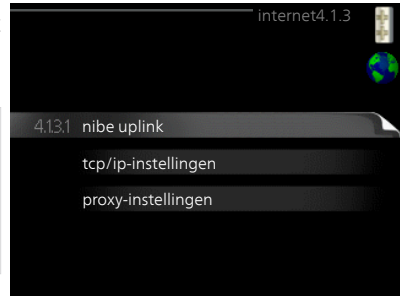 internet4.1.3
4.1.3.1 nibe uplink
tcp/ip-instellingen
proxy-instellingen